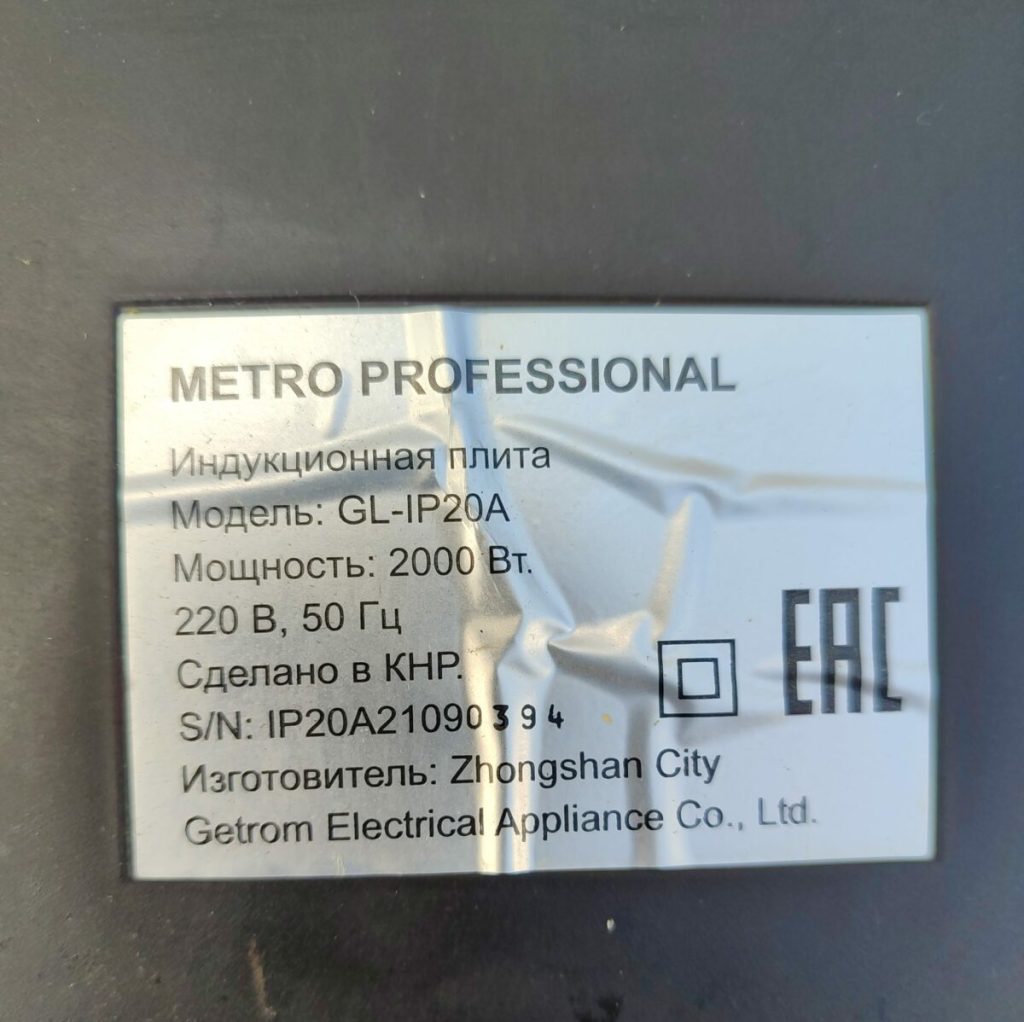 METRO PROFESSIONAL
Индукционная плита
Модель: GL-IP20A
Мощность: 2000 Вт.
220 В, 50 Гц
Сделано в КНР.
S/N: IP20A21090394
Изготовитель: Zhongshan City
Getrom Electrical Appliance Co., Ltd.
EAC